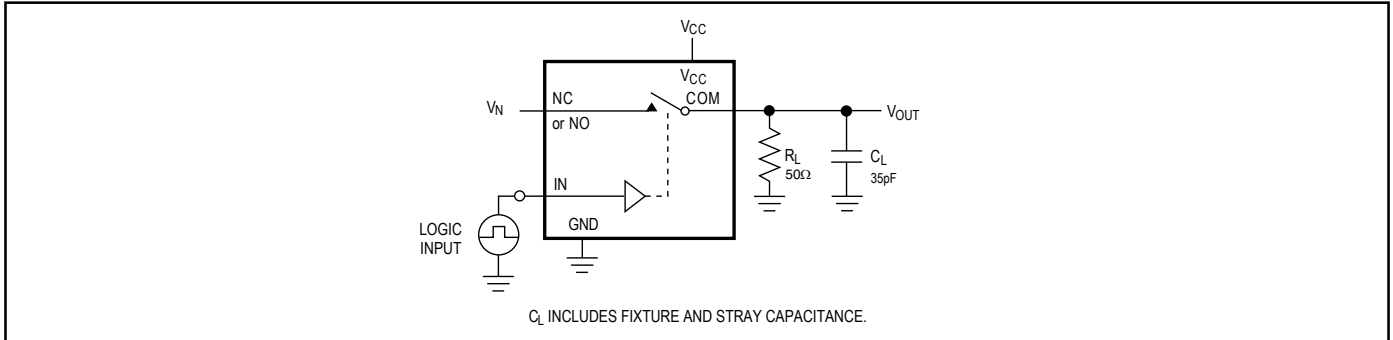 VCC
VCC
VN
NC
COM
VOUT
or NO
RL
50Ω
CL
35pF
IN
LOGIC
INPUT
GND
CL INCLUDES FIXTURE AND STRAY CAPACITANCE.